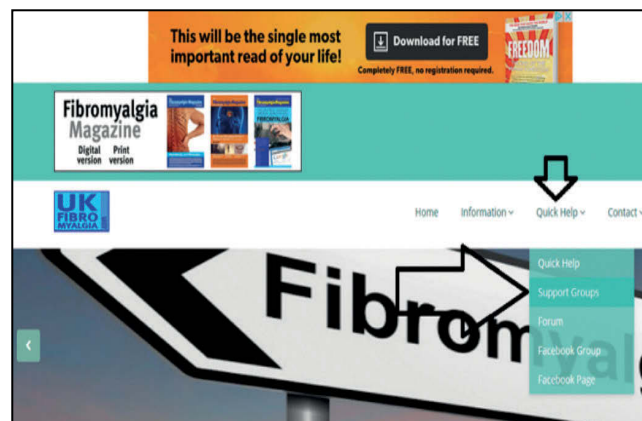 This will be the single most
important read of your life!
Download for FREE
Completely FREE, no registration required.
FREEDOM
Fibromyalgia
Magazine
Digital Print
version version
UK
FIBRO
MYALGIA
Home Information Quick Help Contact
Quick Help
Support Groups
Forum
Facebook Group
Facebook Page
Fibromyalg